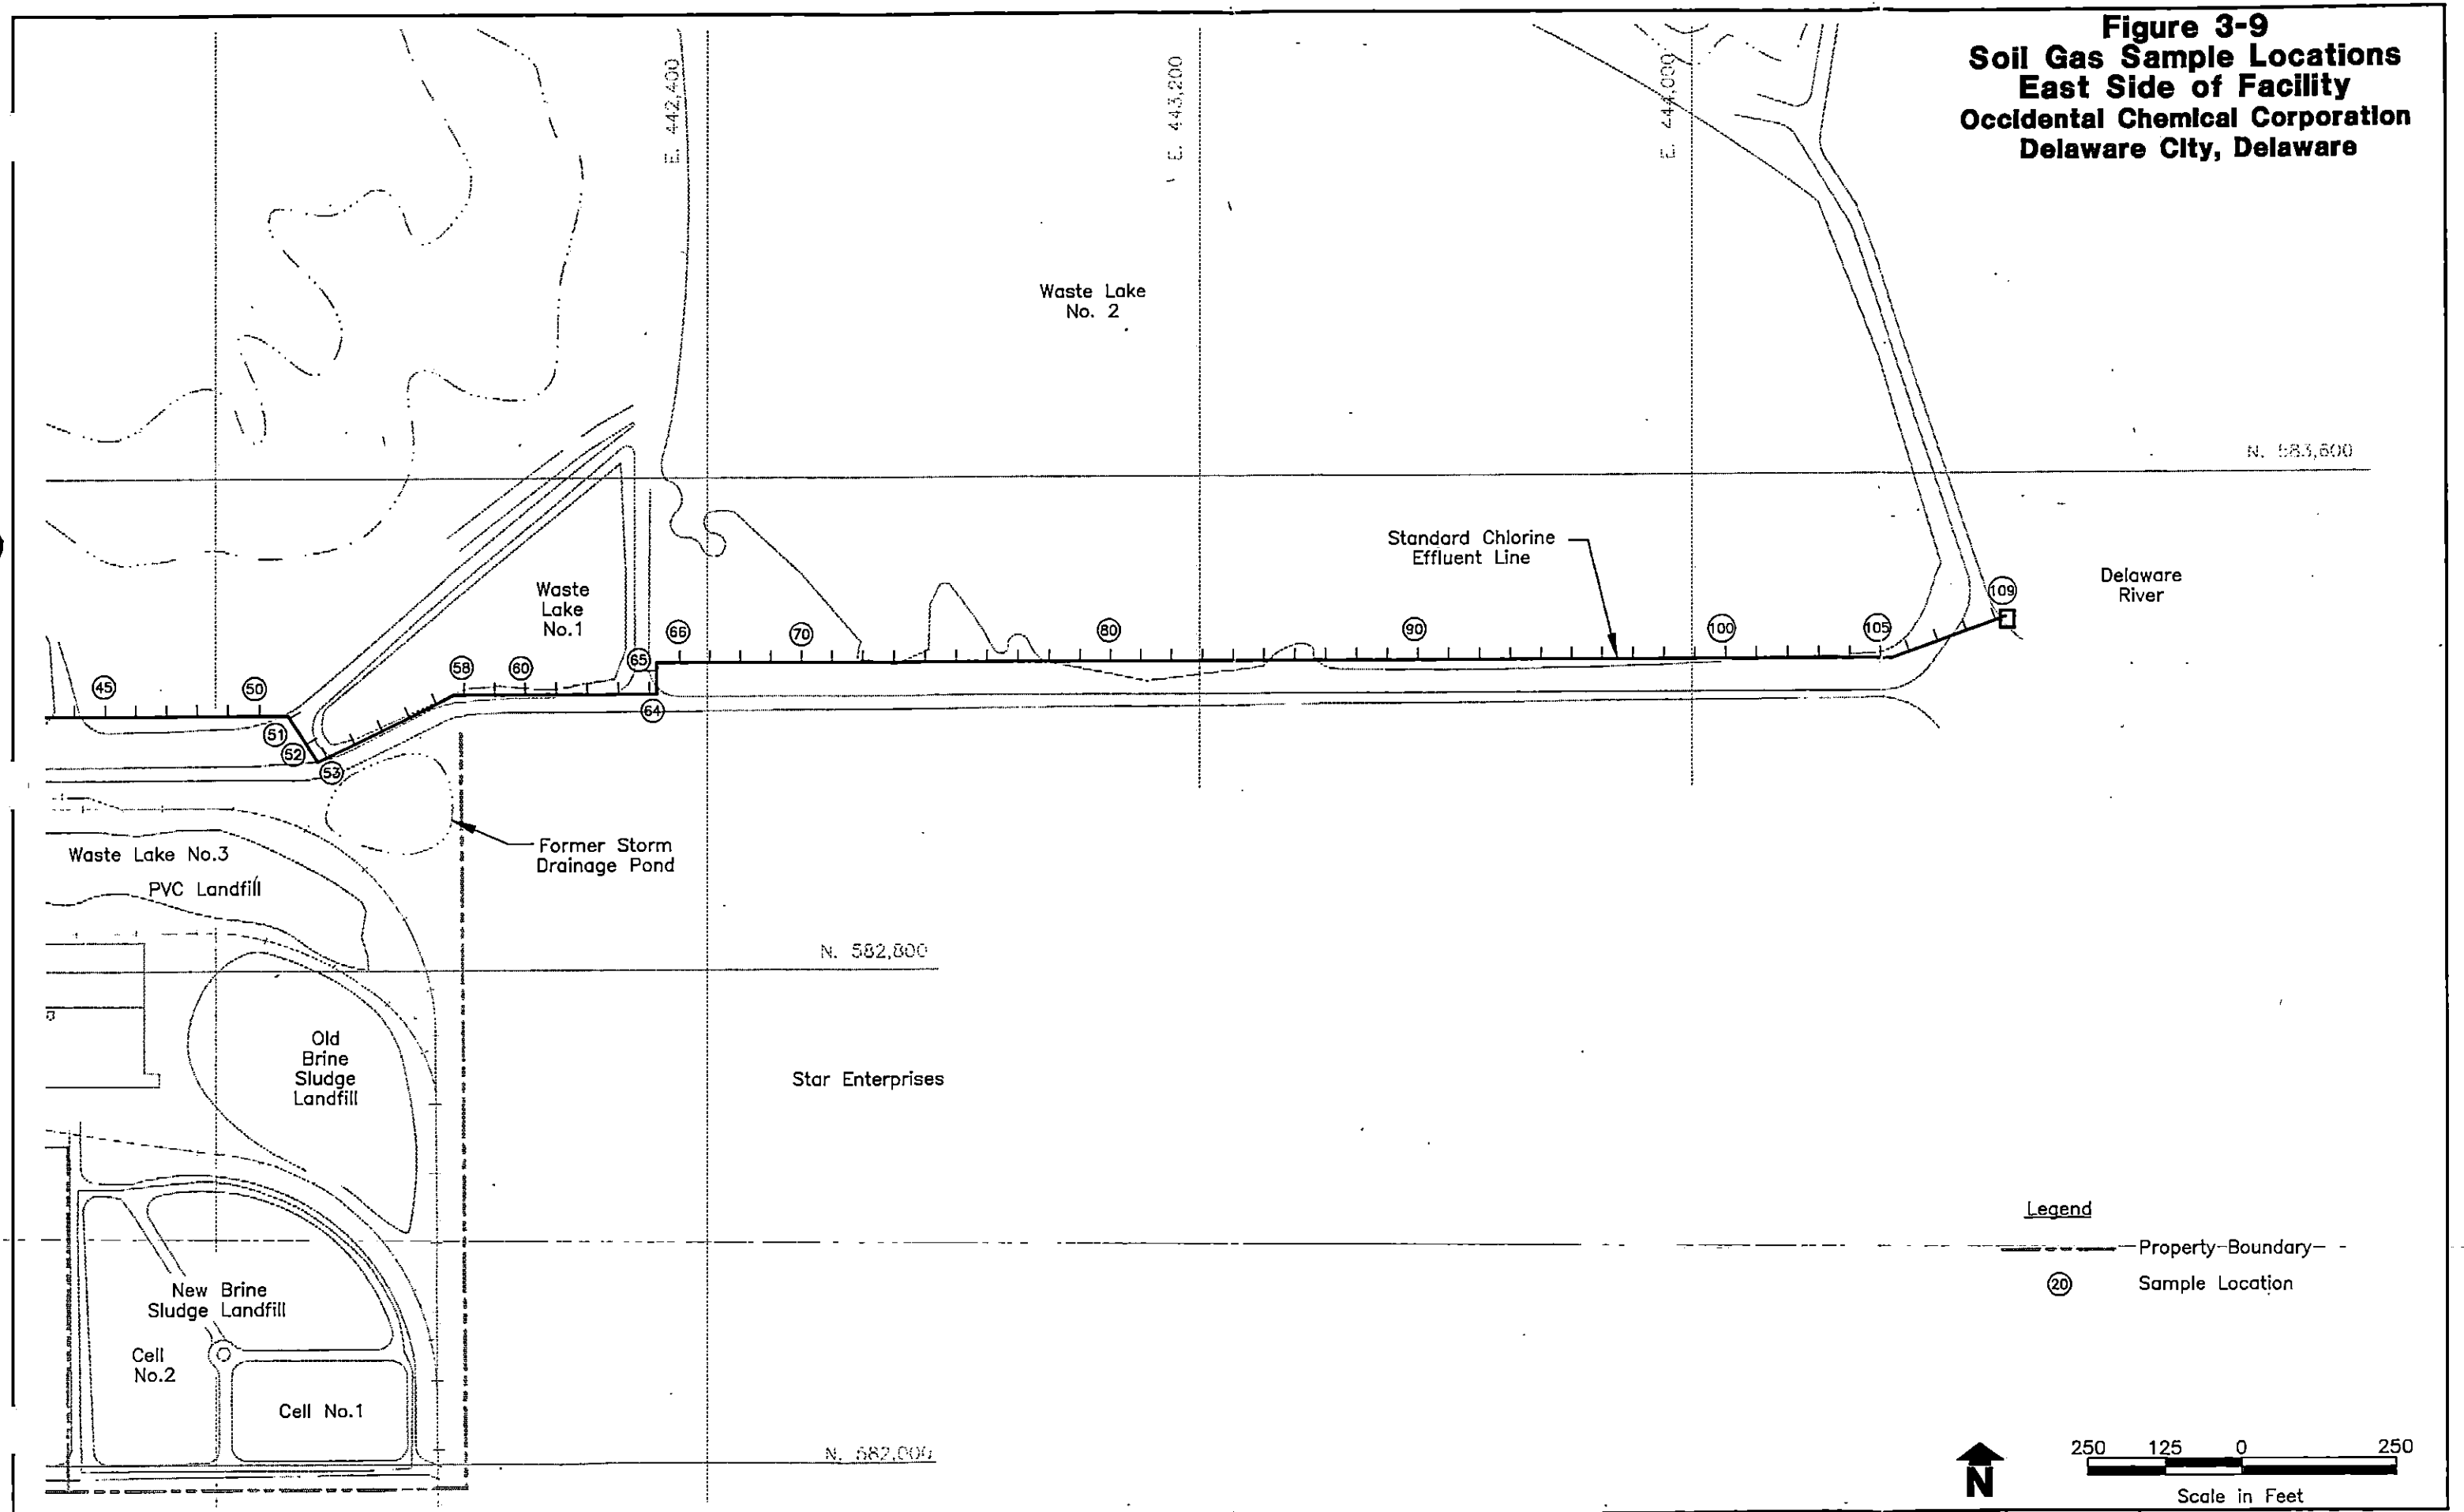 Figure 3-9
Soil Gas Sample Locations
East Side of Facility
Occidental Chemical Corporation
Delaware City, Delaware
E. 442,400
E. 443,200
E. 444,000
Waste Lake
No. 2
N. 583,600
Standard Chlorine
Effluent Line
Delaware
River
Waste
Lake
No.1
109
66
70
80
90
100
105
65
58
60
64
45
50
51
52
53
Former Storm
Drainage Pond
Waste Lake No.3
PVC Landfill
N. 582,800
Old
Brine
Sludge
Landfill
Star Enterprises
Legend
Property Boundary
20 Sample Location
New Brine
Sludge Landfill
Cell
No.2
Cell No.1
N. 582,000
N
250 125 0 250
Scale in Feet